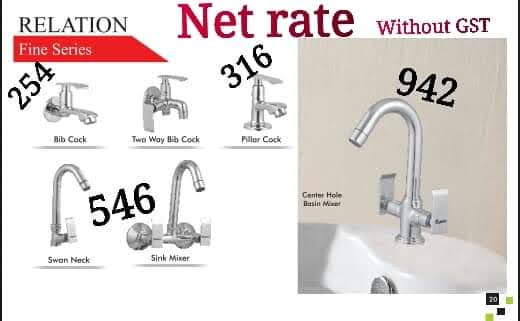 RELATION
Fine Series
Net rate
Without GST
254
316
942
Bib Cock
Two Way Bib Cock
Pillar Cock
546
Center Hole
Basin Mixer
Swan Neck
Sink Mixer
20